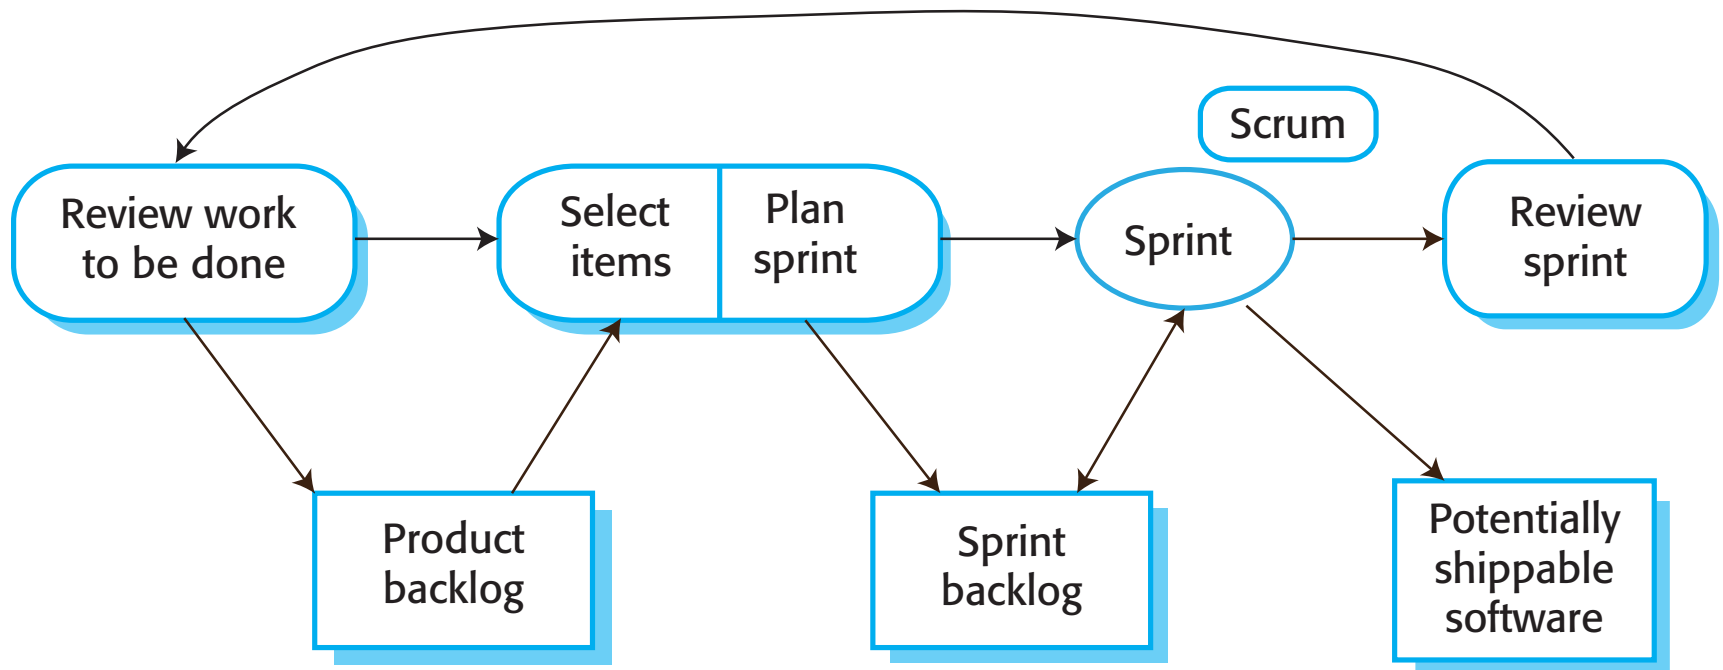 Scrum
Review work
to be done
Select
items
Plan
sprint
Sprint
Review
sprint
Product
backlog
Sprint
backlog
Potentially
shippable
software